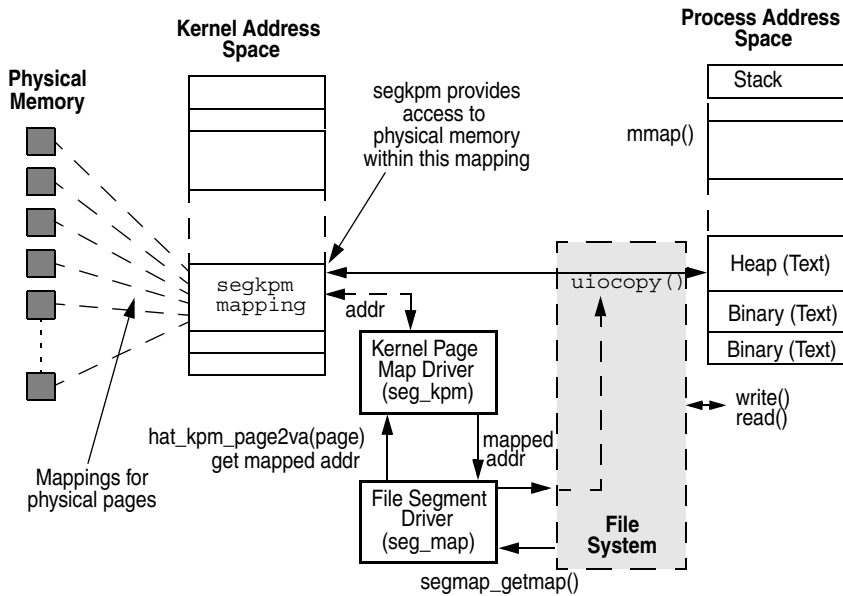 Kernel Address
Space
Process Address
Space
Physical
Memory
segkpm provides
access to
physical memory
within this mapping
Stack
mmap()
segkpm
mapping
addr
uiocopy()
Heap (Text)
Binary (Text)
Binary (Text)
Kernel Page
Map Driver
(seg_kpm)
write()
read()
hat_kpm_page2va(page)
get mapped addr
mapped
addr
Mappings for
physical pages
File Segment
Driver
(seg_map)
File
System
segmap_getmap()